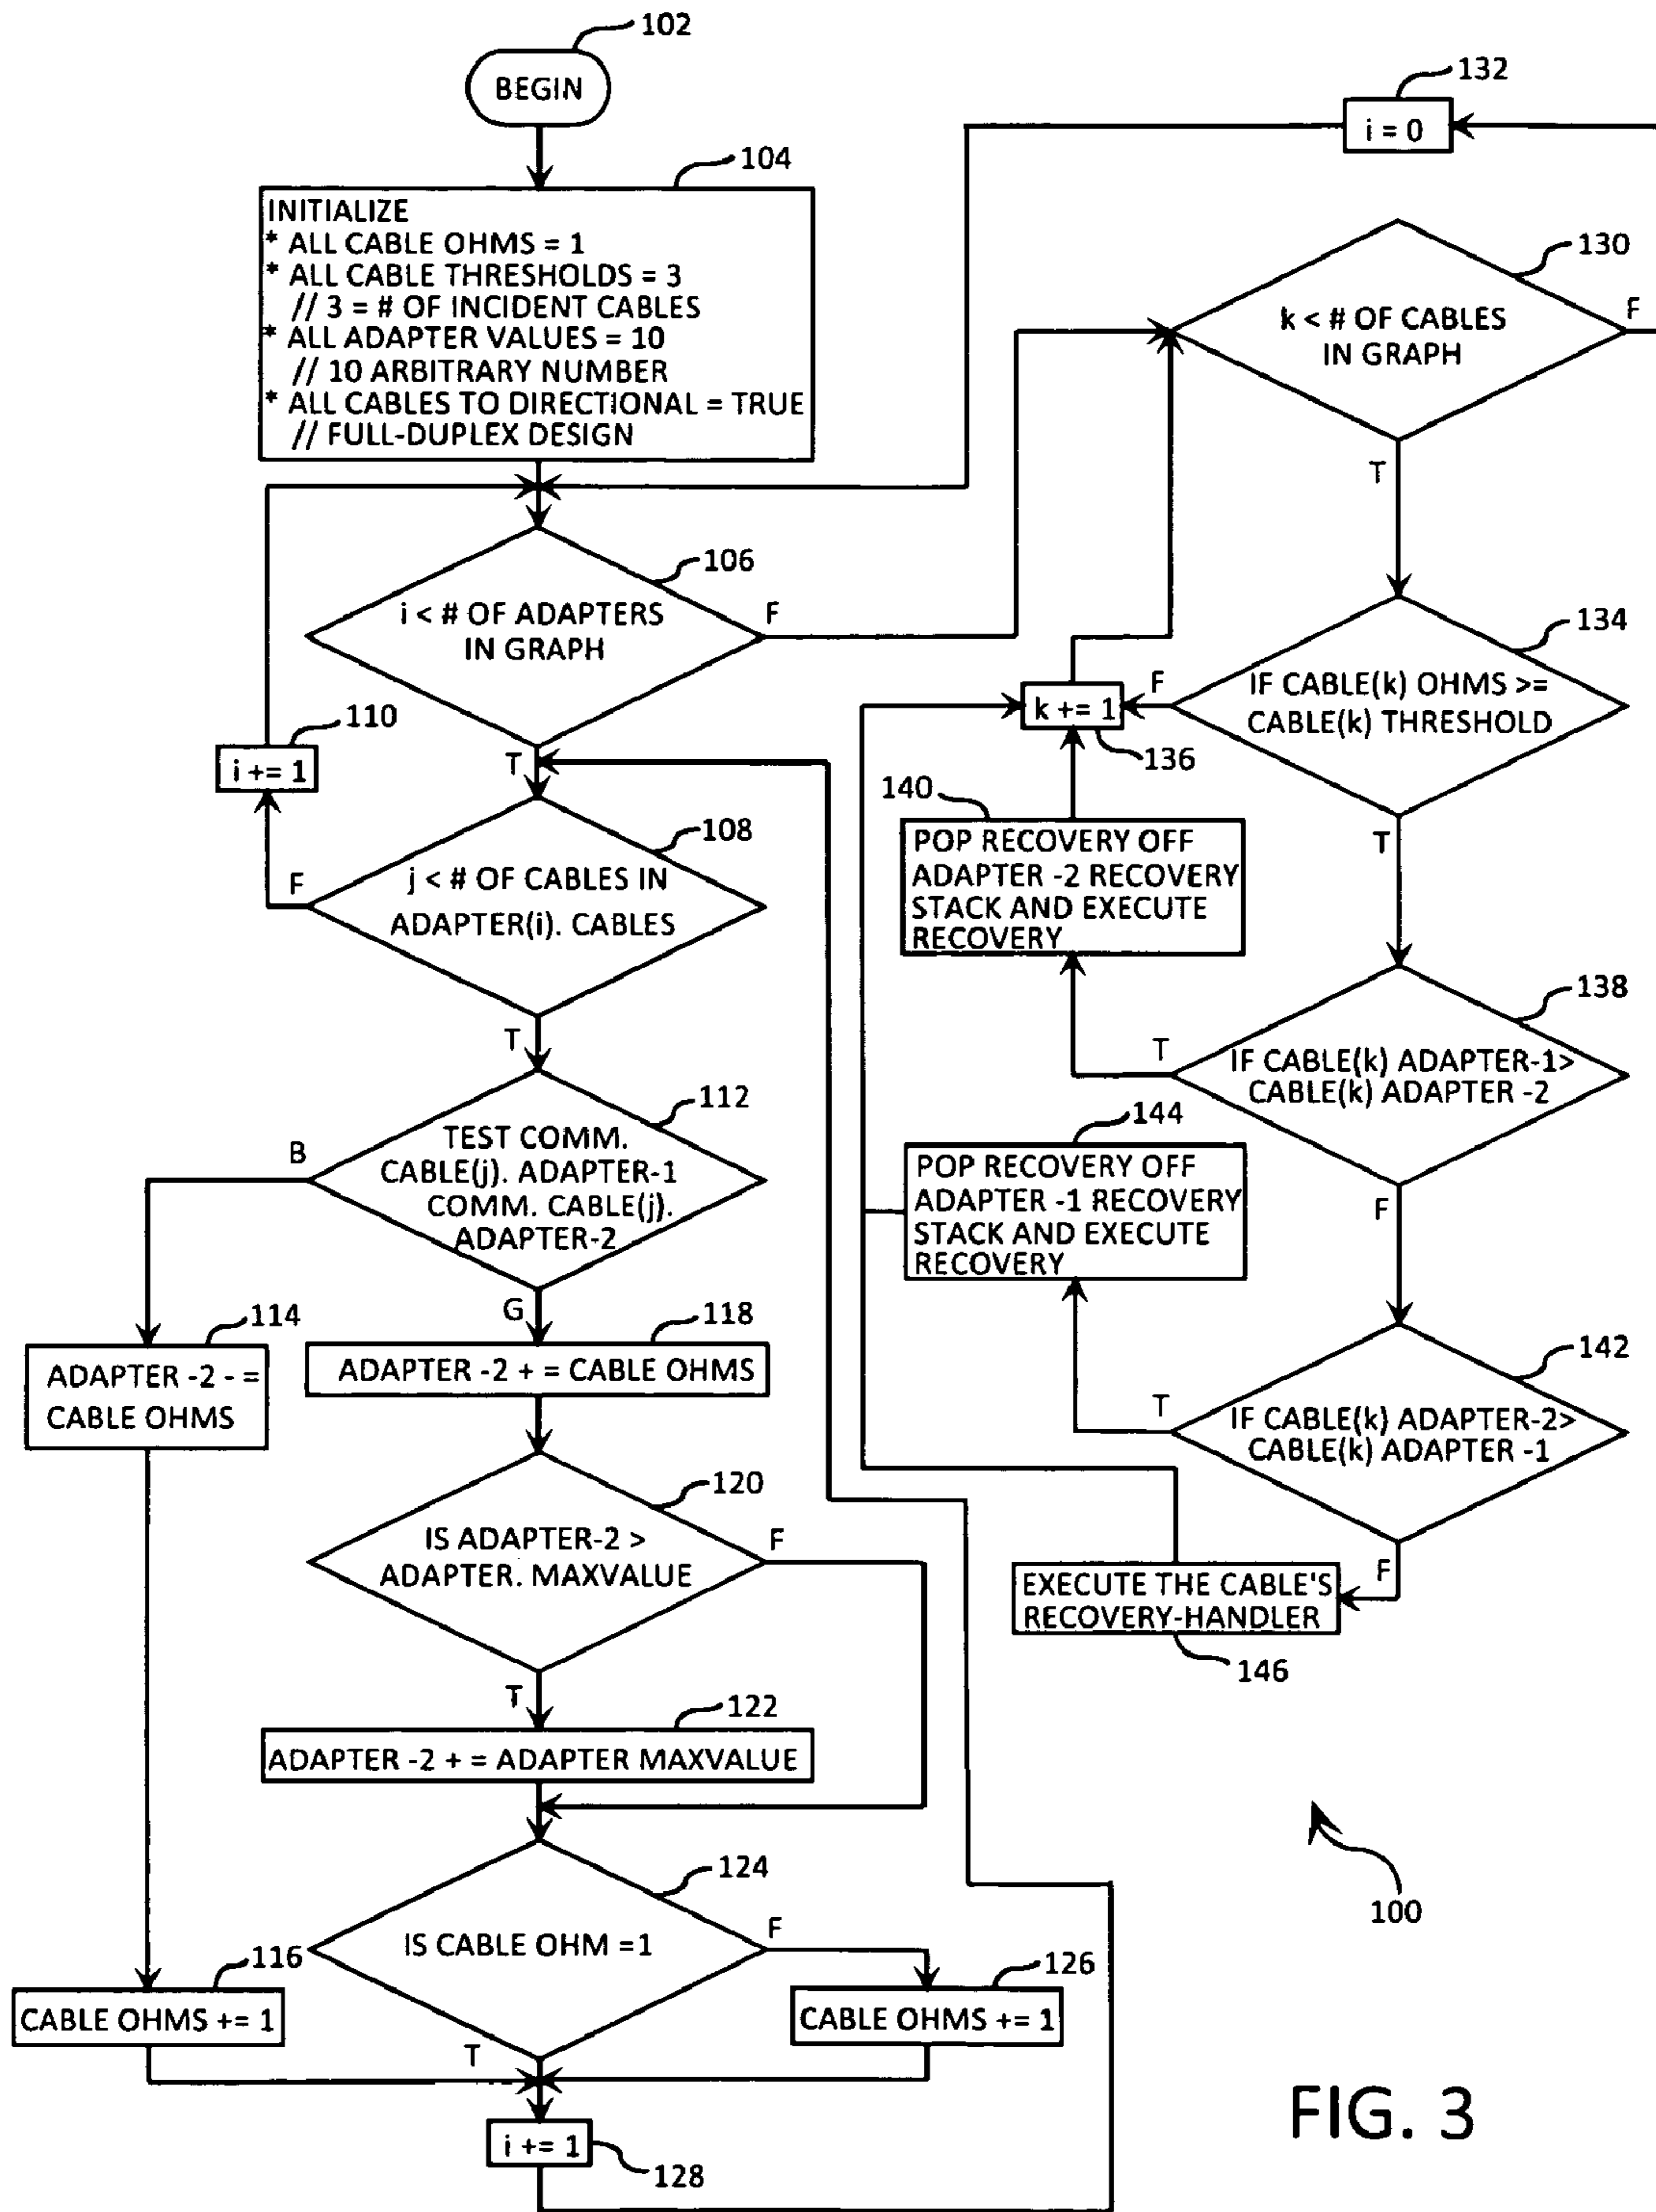 102
BEGIN
104
INITIALIZE
* ALL CABLE OHMS = 1
* ALL CABLE THRESHOLDS = 3
// 3 = # OF INCIDENT CABLES
* ALL ADAPTER VALUES = 10
// 10 ARBITRARY NUMBER
* ALL CABLES TO DIRECTIONAL = TRUE
// FULL-DUPLEX DESIGN
106
i < # OF ADAPTERS
IN GRAPH
F
T
110
i += 1
108
j < # OF CABLES IN
ADAPTER(i). CABLES
F
T
112
TEST COMM.
CABLE(j). ADAPTER-1
COMM. CABLE(j).
ADAPTER-2
B
G
114
ADAPTER -2 - =
CABLE OHMS
118
ADAPTER -2 + = CABLE OHMS
120
IS ADAPTER-2 >
ADAPTER. MAXVALUE
F
T
122
ADAPTER -2 + = ADAPTER MAXVALUE
124
IS CABLE OHM =1
F
T
116
CABLE OHMS += 1
126
CABLE OHMS += 1
i += 1
128
132
i = 0
130
k < # OF CABLES
IN GRAPH
F
T
134
IF CABLE(k) OHMS >=
CABLE(k) THRESHOLD
F
T
k += 1
136
140
POP RECOVERY OFF
ADAPTER -2 RECOVERY
STACK AND EXECUTE
RECOVERY
138
IF CABLE(k) ADAPTER-1>
CABLE(k) ADAPTER -2
T
F
144
POP RECOVERY OFF
ADAPTER -1 RECOVERY
STACK AND EXECUTE
RECOVERY
142
IF CABLE(k) ADAPTER-2>
CABLE(k) ADAPTER -1
T
F
EXECUTE THE CABLE'S
RECOVERY-HANDLER
146
100
FIG. 3